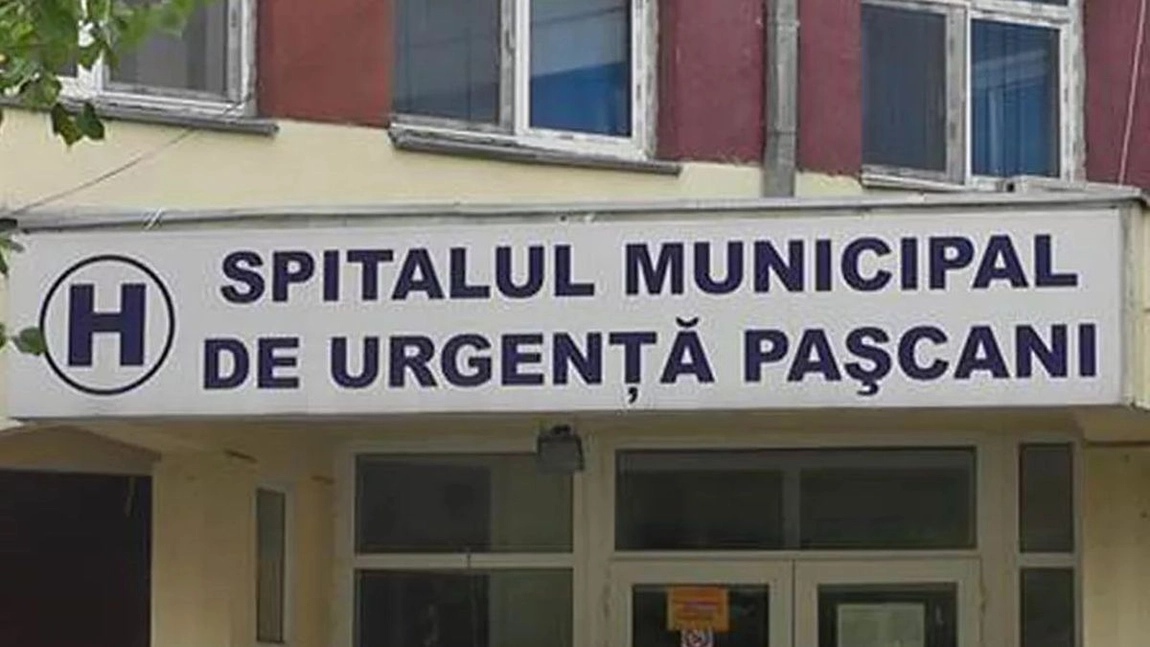 H
SPITALUL MUNICIPAL
DE URGENȚĂ PAŞCANI